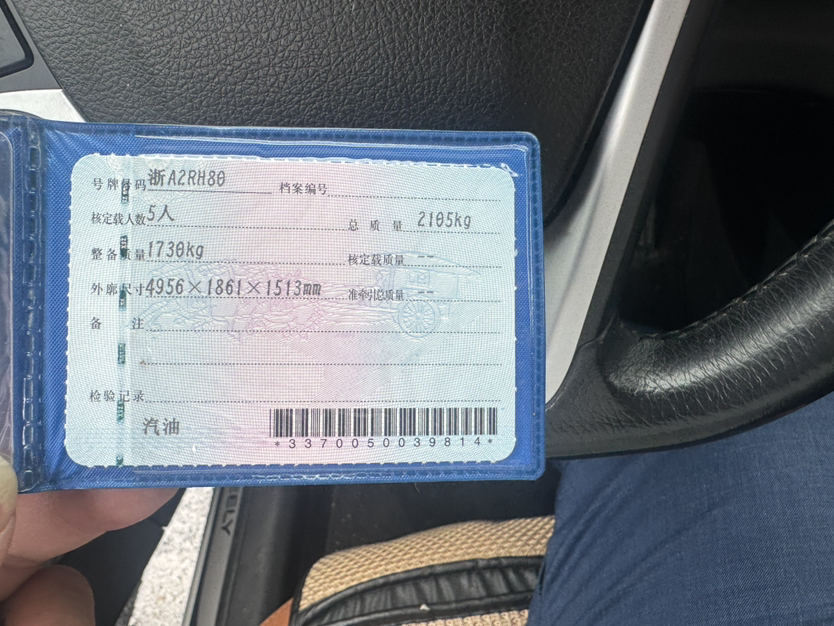 号牌号码 浙A2RH80 档案编号
核定载人数 5人 总质量 2105kg
整备质量 1730kg 核定载质量 --
外廓尺寸 4956×1861×1513mm 准牵引总质量 --
备注
检验记录
汽油
*3370050039814*